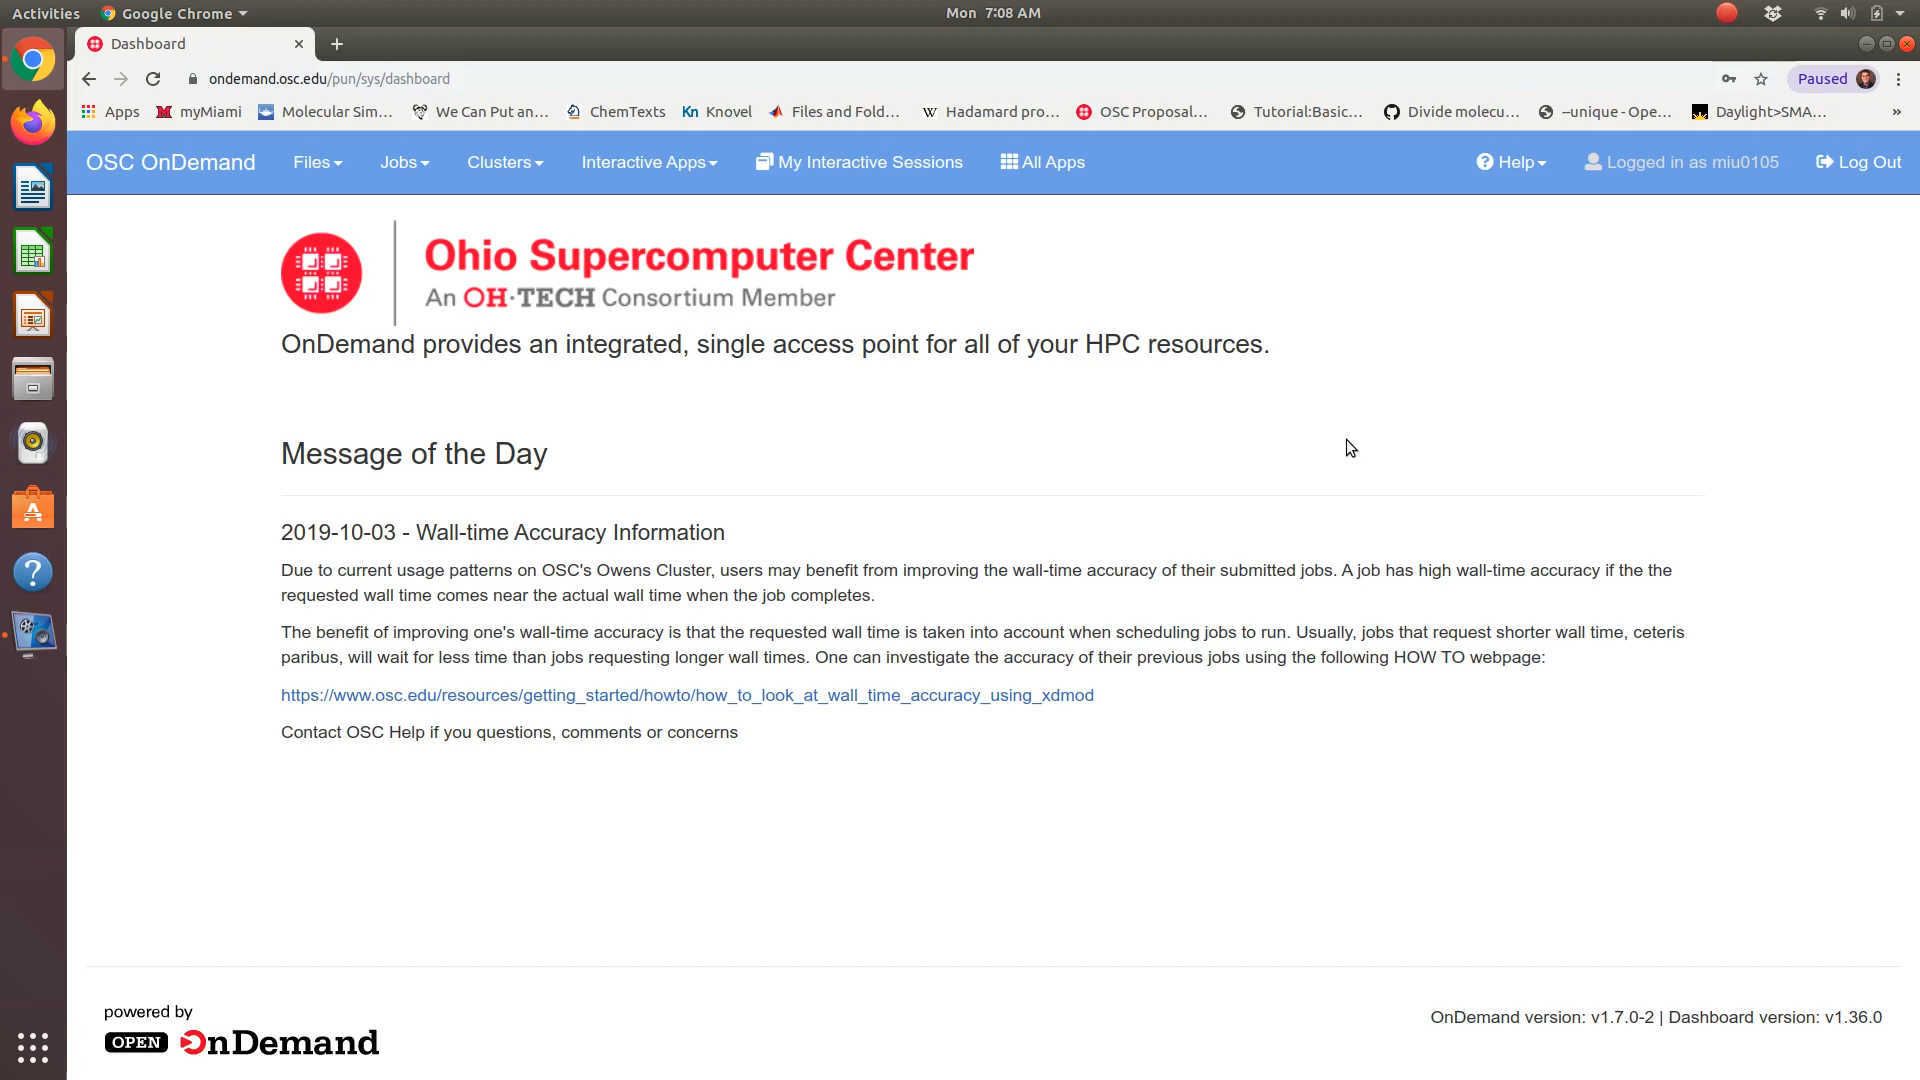 Activities Google Chrome Mon 7:08 AM
Dashboard
ondemand.osc.edu/pun/sys/dashboard Paused
Apps myMiami Molecular Sim... We Can Put an... ChemTexts Kn Knovel Files and Fold... W Hadamard pro... OSC Proposal... Tutorial:Basic... Divide molecu... --unique - Ope... Daylight>SMA... »
OSC OnDemand Files Jobs Clusters Interactive Apps My Interactive Sessions All Apps Help Logged in as miu0105 Log Out
Ohio Supercomputer Center
An OH·TECH Consortium Member
OnDemand provides an integrated, single access point for all of your HPC resources.
Message of the Day
2019-10-03 - Wall-time Accuracy Information
Due to current usage patterns on OSC's Owens Cluster, users may benefit from improving the wall-time accuracy of their submitted jobs. A job has high wall-time accuracy if the the
requested wall time comes near the actual wall time when the job completes.
The benefit of improving one's wall-time accuracy is that the requested wall time is taken into account when scheduling jobs to run. Usually, jobs that request shorter wall time, ceteris
paribus, will wait for less time than jobs requesting longer wall times. One can investigate the accuracy of their previous jobs using the following HOW TO webpage:
https://www.osc.edu/resources/getting_started/howto/how_to_look_at_wall_time_accuracy_using_xdmod
Contact OSC Help if you questions, comments or concerns
powered by
OPEN OnDemand
OnDemand version: v1.7.0-2 | Dashboard version: v1.36.0